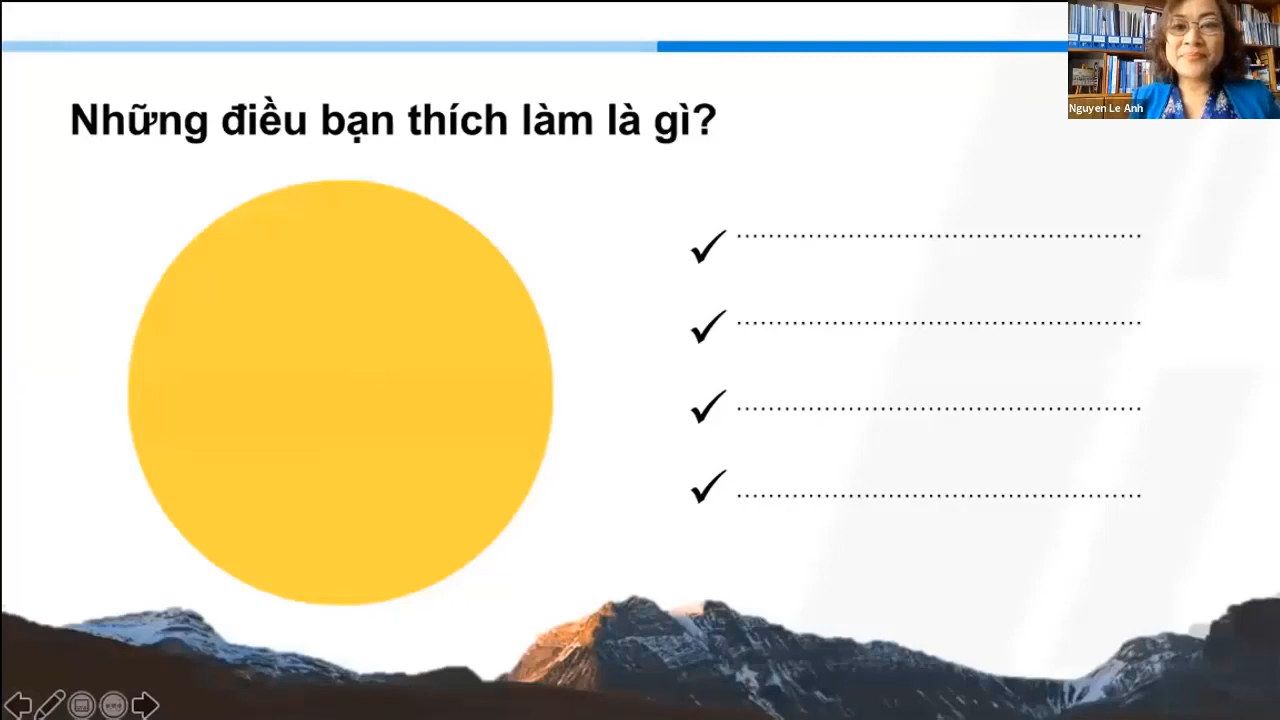 Nguyen Le Anh
Những điều bạn thích làm là gì?